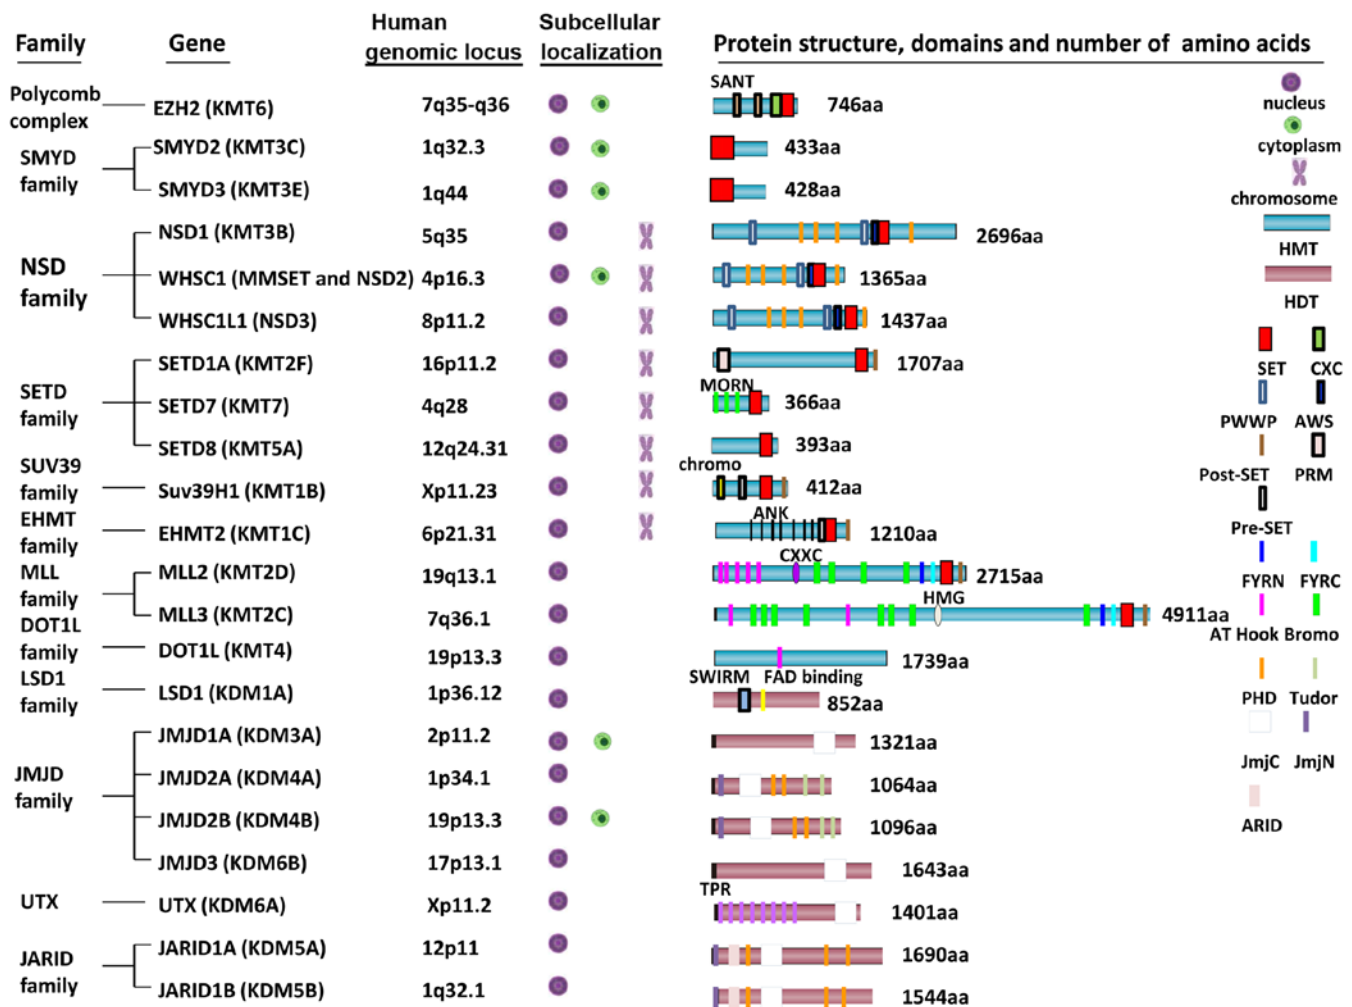 Family Gene Human genomic locus Subcellular localization Protein structure, domains and number of amino acids
SANT
Polycomb complex EZH2 (KMT6) 7q35-q36 746aa
SMYD family SMYD2 (KMT3C) 1q32.3 433aa
SMYD3 (KMT3E) 1q44 428aa
NSD family NSD1 (KMT3B) 5q35 2696aa
WHSC1 (MMSET and NSD2) 4p16.3 1365aa
WHSC1L1 (NSD3) 8p11.2 1437aa
SETD family SETD1A (KMT2F) 16p11.2 1707aa
MORN
SETD7 (KMT7) 4q28 366aa
SETD8 (KMT5A) 12q24.31 393aa
chromo
SUV39 family Suv39H1 (KMT1B) Xp11.23 412aa
ANK
EHMT family EHMT2 (KMT1C) 6p21.31 1210aa
CXXC
MLL family MLL2 (KMT2D) 19q13.1 2715aa
HMG
MLL3 (KMT2C) 7q36.1 4911aa
DOT1L family DOT1L (KMT4) 19p13.3 1739aa
SWIRM FAD binding
LSD1 family LSD1 (KDM1A) 1p36.12 852aa
JMJD family JMJD1A (KDM3A) 2p11.2 1321aa
JMJD2A (KDM4A) 1p34.1 1064aa
JMJD2B (KDM4B) 19p13.3 1096aa
JMJD3 (KDM6B) 17p13.1 1643aa
TPR
UTX UTX (KDM6A) Xp11.2 1401aa
JARID family JARID1A (KDM5A) 12p11 1690aa
JARID1B (KDM5B) 1q32.1 1544aa
nucleus
cytoplasm
chromosome
HMT
HDT
SET CXC
PWWP AWS
Post-SET PRM
Pre-SET
FYRN FYRC
AT Hook Bromo
PHD Tudor
JmjC JmjN
ARID